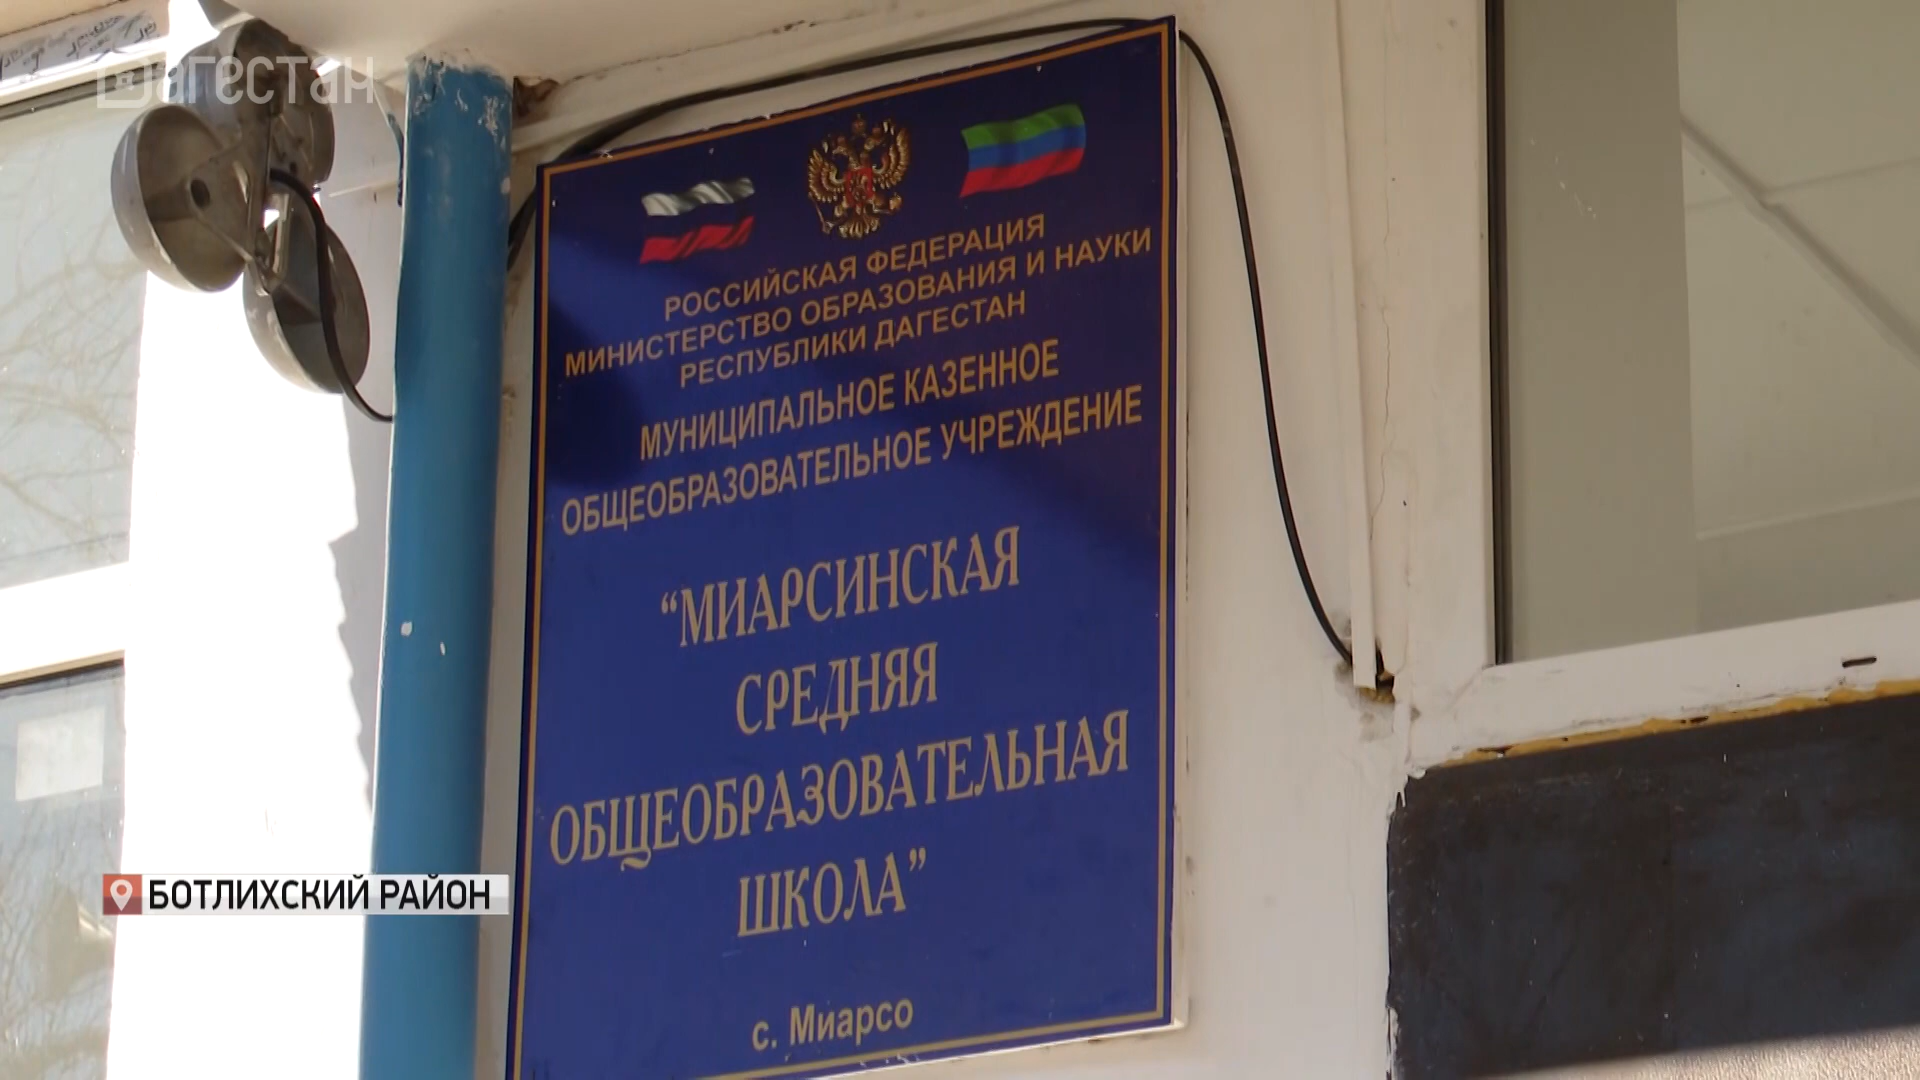 Дагестан
РОССИЙСКАЯ ФЕДЕРАЦИЯ
МИНИСТЕРСТВО ОБРАЗОВАНИЯ И НАУКИ
РЕСПУБЛИКИ ДАГЕСТАН
МУНИЦИПАЛЬНОЕ КАЗЕННОЕ
ОБЩЕОБРАЗОВАТЕЛЬНОЕ УЧРЕЖДЕНИЕ
“МИАРСИНСКАЯ
СРЕДНЯЯ
ОБЩЕОБРАЗОВАТЕЛЬНАЯ
ШКОЛА”
с. Миарсо
БОТЛИХСКИЙ РАЙОН